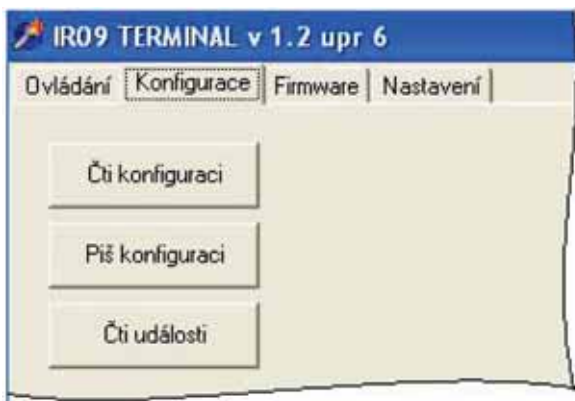 IR09 TERMINAL v 1.2 upr 6
Ovládání Konfigurace Firmware Nastavení
Čti konfiguraci
Piš konfiguraci
Čti události